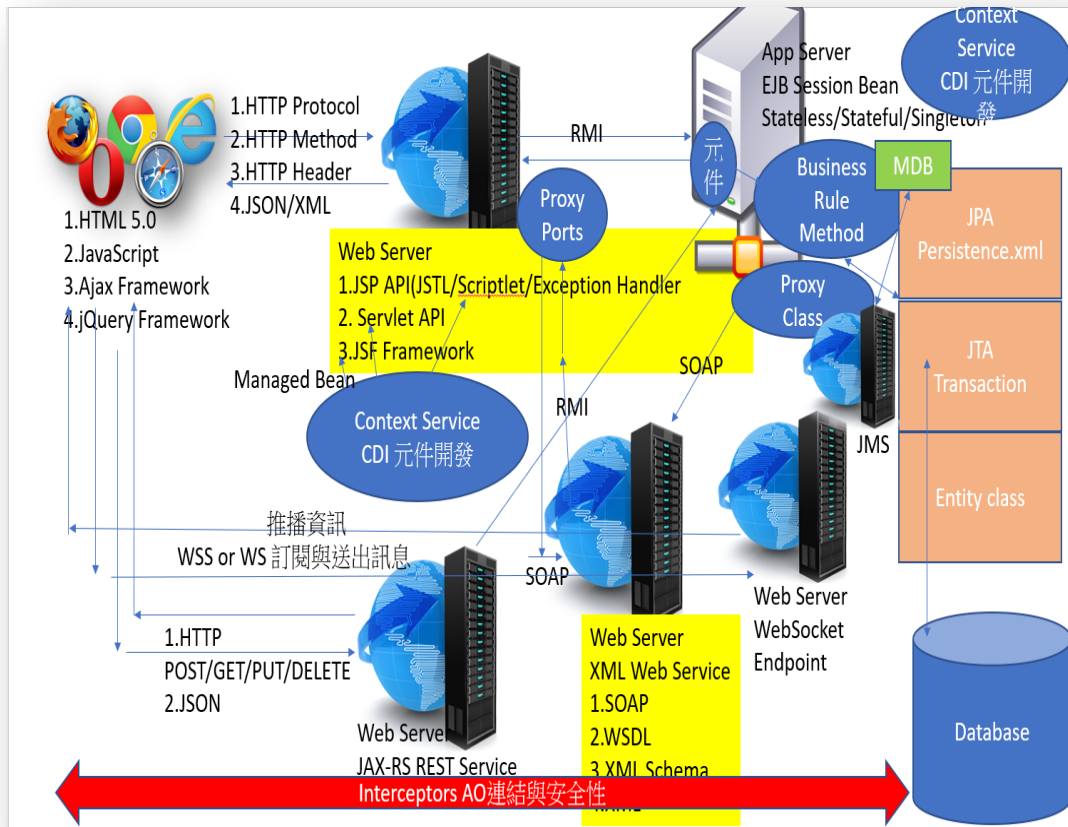 1.HTTP Protocol
2.HTTP Method
3.HTTP Header
4.JSON/XML
1.HTML 5.0
2.JavaScript
3.Ajax Framework
4.jQuery Framework
RMI
App Server
EJB Session Bean
Stateless/Stateful/Singleton
Context
Service
CDI 元件開
發
元
件
Business
Rule
Method
MDB
JPA
Persistence.xml
Proxy
Ports
Web Server
1.JSP API(JSTL/Scriptlet/Exception Handler
2. Servlet API
3.JSF Framework
Proxy
Class
JTA
Transaction
SOAP
Managed Bean
Context Service
CDI 元件開發
RMI
JMS
Entity class
推播資訊
WSS or WS 訂閱與送出訊息
SOAP
Web Server
WebSocket
Endpoint
1.HTTP
POST/GET/PUT/DELETE
2.JSON
Web Server
JAX-RS REST Service
Web Server
XML Web Service
1.SOAP
2.WSDL
3.XML Schema
Database
Interceptors AO連結與安全性